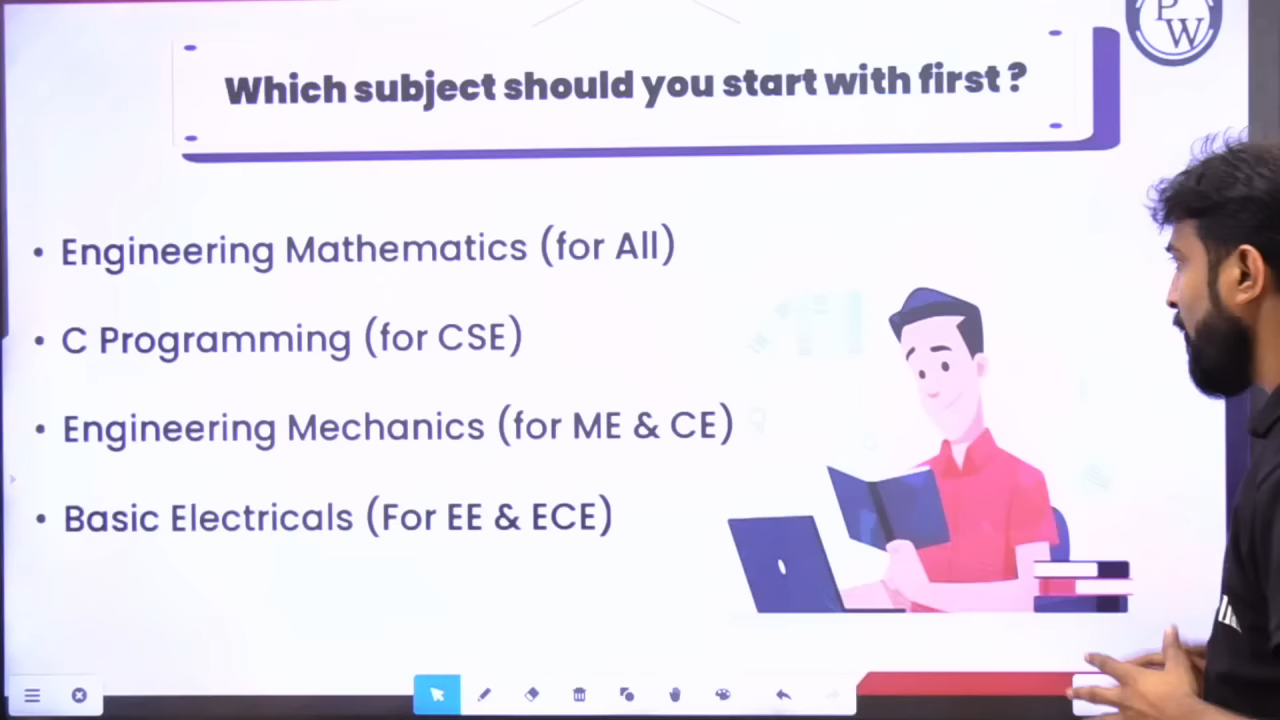 P
W
Which subject should you start with first ?
• Engineering Mathematics (for All)
• C Programming (for CSE)
• Engineering Mechanics (for ME & CE)
• Basic Electricals (For EE & ECE)